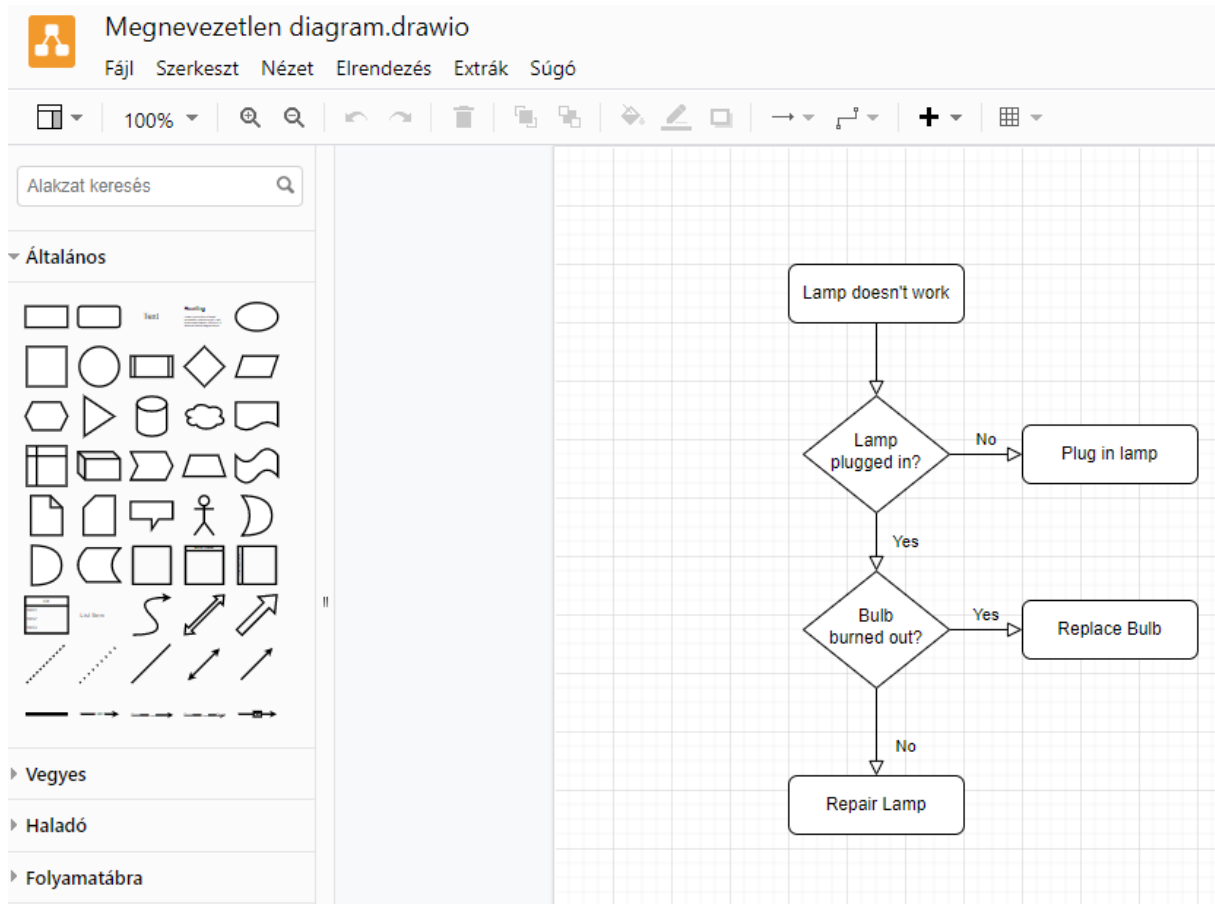 Megnevezetlen diagram.drawio
Fájl Szerkeszt Nézet Elrendezés Extrák Súgó
100%
Alakzat keresés
Általános
Text
Heading
List Item
Vegyes
Haladó
Folyamatábra
Lamp doesn't work
Lamp
plugged in?
No
Plug in lamp
Yes
Bulb
burned out?
Yes
Replace Bulb
No
Repair Lamp